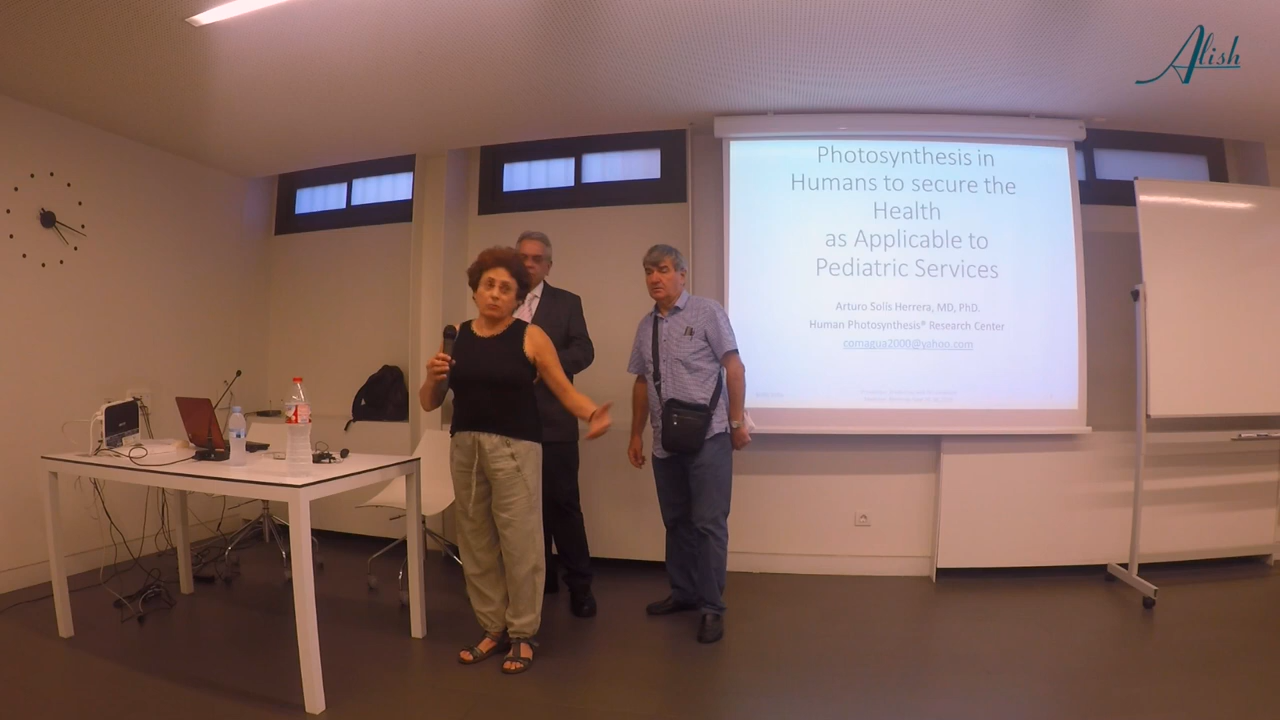 Alish
Photosynthesis in
Humans to secure the
Health
as Applicable to
Pediatric Services
Arturo Solís Herrera, MD, PhD.
Human Photosynthesis® Research Center
comagua2000@yahoo.com